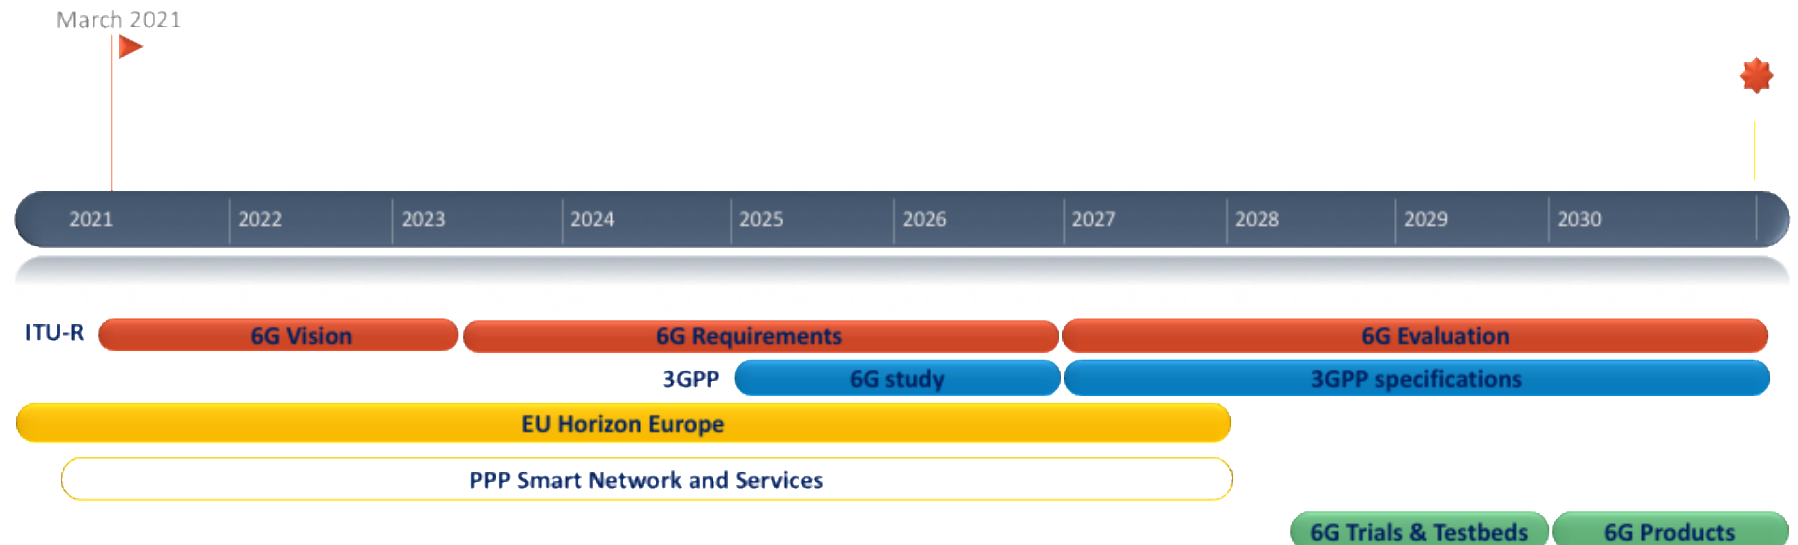 March 2021
2021 2022 2023 2024 2025 2026 2027 2028 2029 2030
ITU-R 6G Vision 6G Requirements 6G Evaluation
3GPP 6G study 3GPP specifications
EU Horizon Europe
PPP Smart Network and Services
6G Trials & Testbeds 6G Products